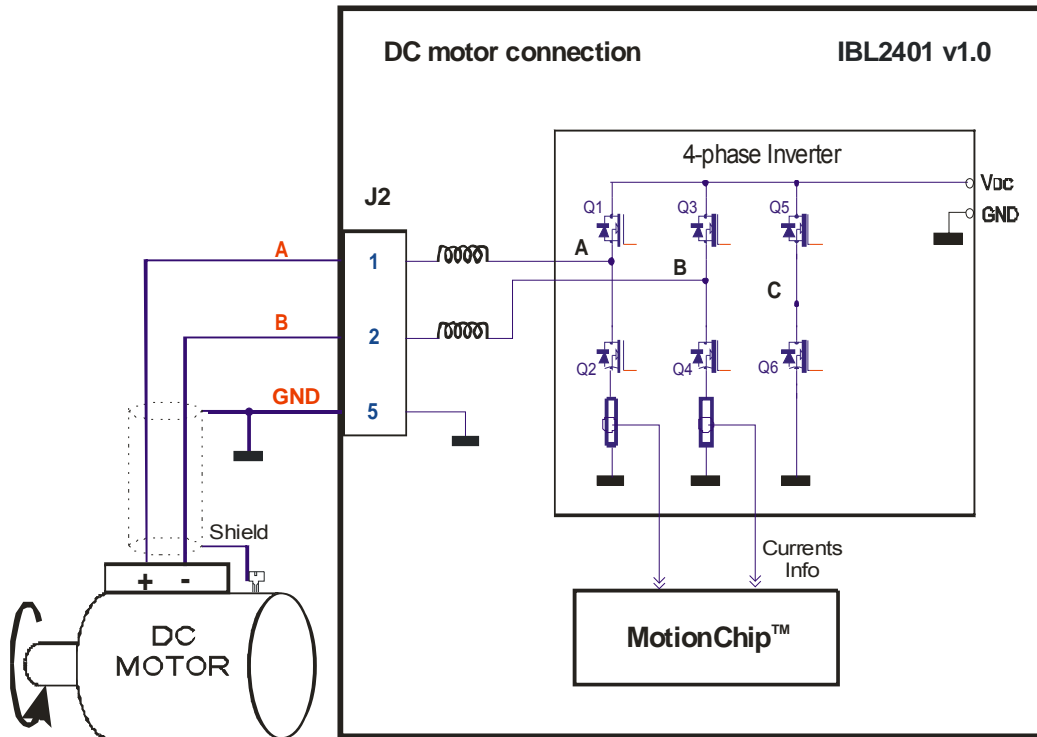 DC motor connection
IBL2401 v1.0
4-phase Inverter
VDC
GND
J2
Q1
Q3
Q5
A
1
A
B
C
B
2
Q2
Q4
Q6
GND
5
Shield
Currents
Info
+ -
MotionChip™
DC
MOTOR